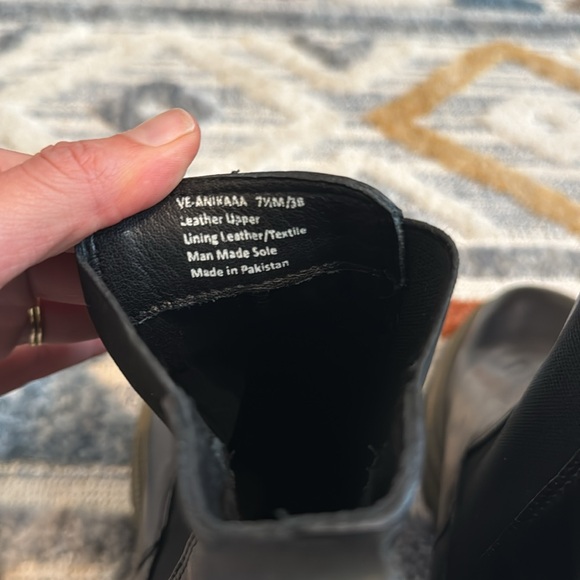 VE-ANIKAAA 7½M/38
Leather Upper
Lining Leather/Textile
Man Made Sole
Made in Pakistan